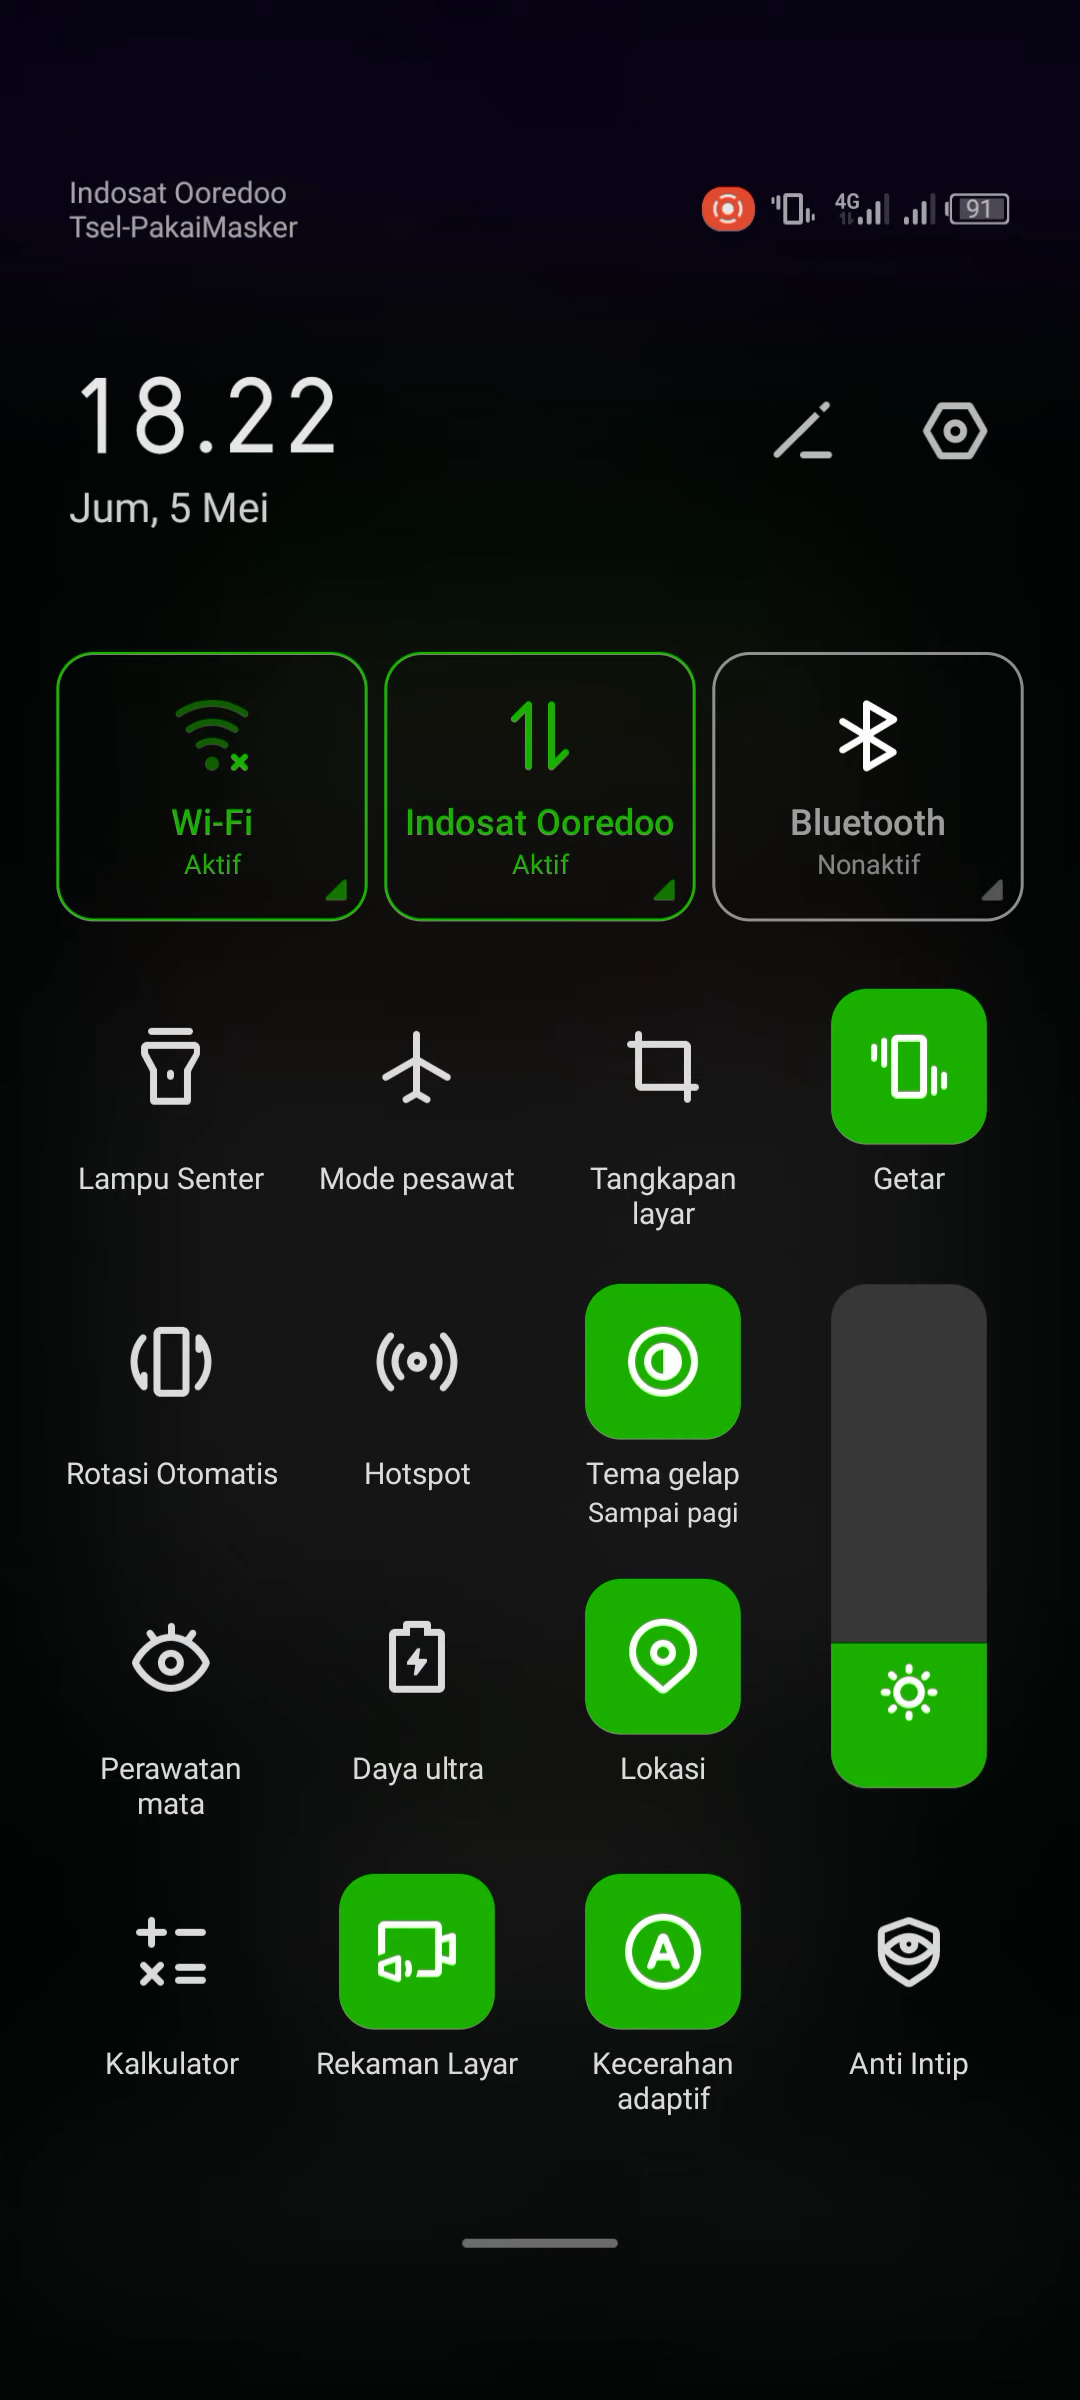 Indosat Ooredoo
Tsel-PakaiMasker
4G
91
18.22
Jum, 5 Mei
Wi-Fi
Aktif
Indosat Ooredoo
Aktif
Bluetooth
Nonaktif
Lampu Senter
Mode pesawat
Tangkapan
layar
Getar
Rotasi Otomatis
Hotspot
Tema gelap
Sampai pagi
Perawatan
mata
Daya ultra
Lokasi
Kalkulator
Rekaman Layar
Kecerahan
adaptif
Anti Intip